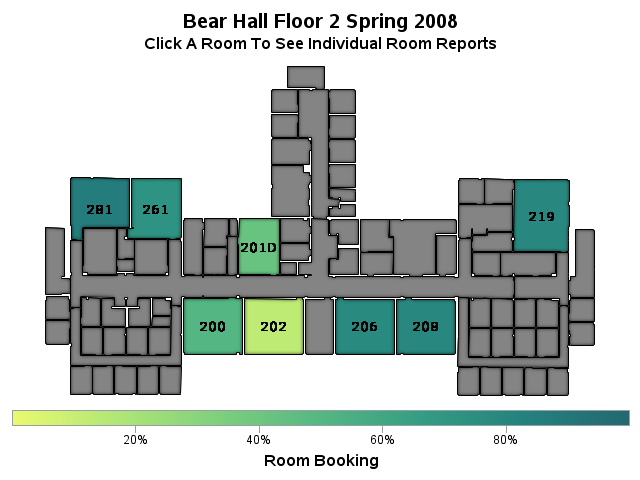 Bear Hall Floor 2 Spring 2008
Click A Room To See Individual Room Reports
281 261 219
201D
200 202 206 208
20% 40% 60% 80%
Room Booking